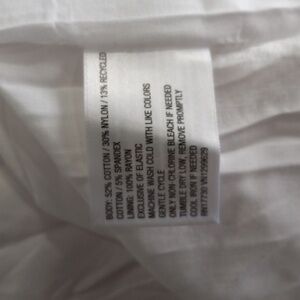 BODY: 52% COTTON / 30% NYLON / 13% RECYCLED
COTTON / 5% SPANDEX
LINING: 100% RAYON
EXCLUSIVE OF ELASTIC
MACHINE WASH COLD WITH LIKE COLORS
GENTLE CYCLE
ONLY NON-CHLORINE BLEACH IF NEEDED
TUMBLE DRY LOW, REMOVE PROMPTLY
COOL IRON IF NEEDED
RN17730 VN1259629